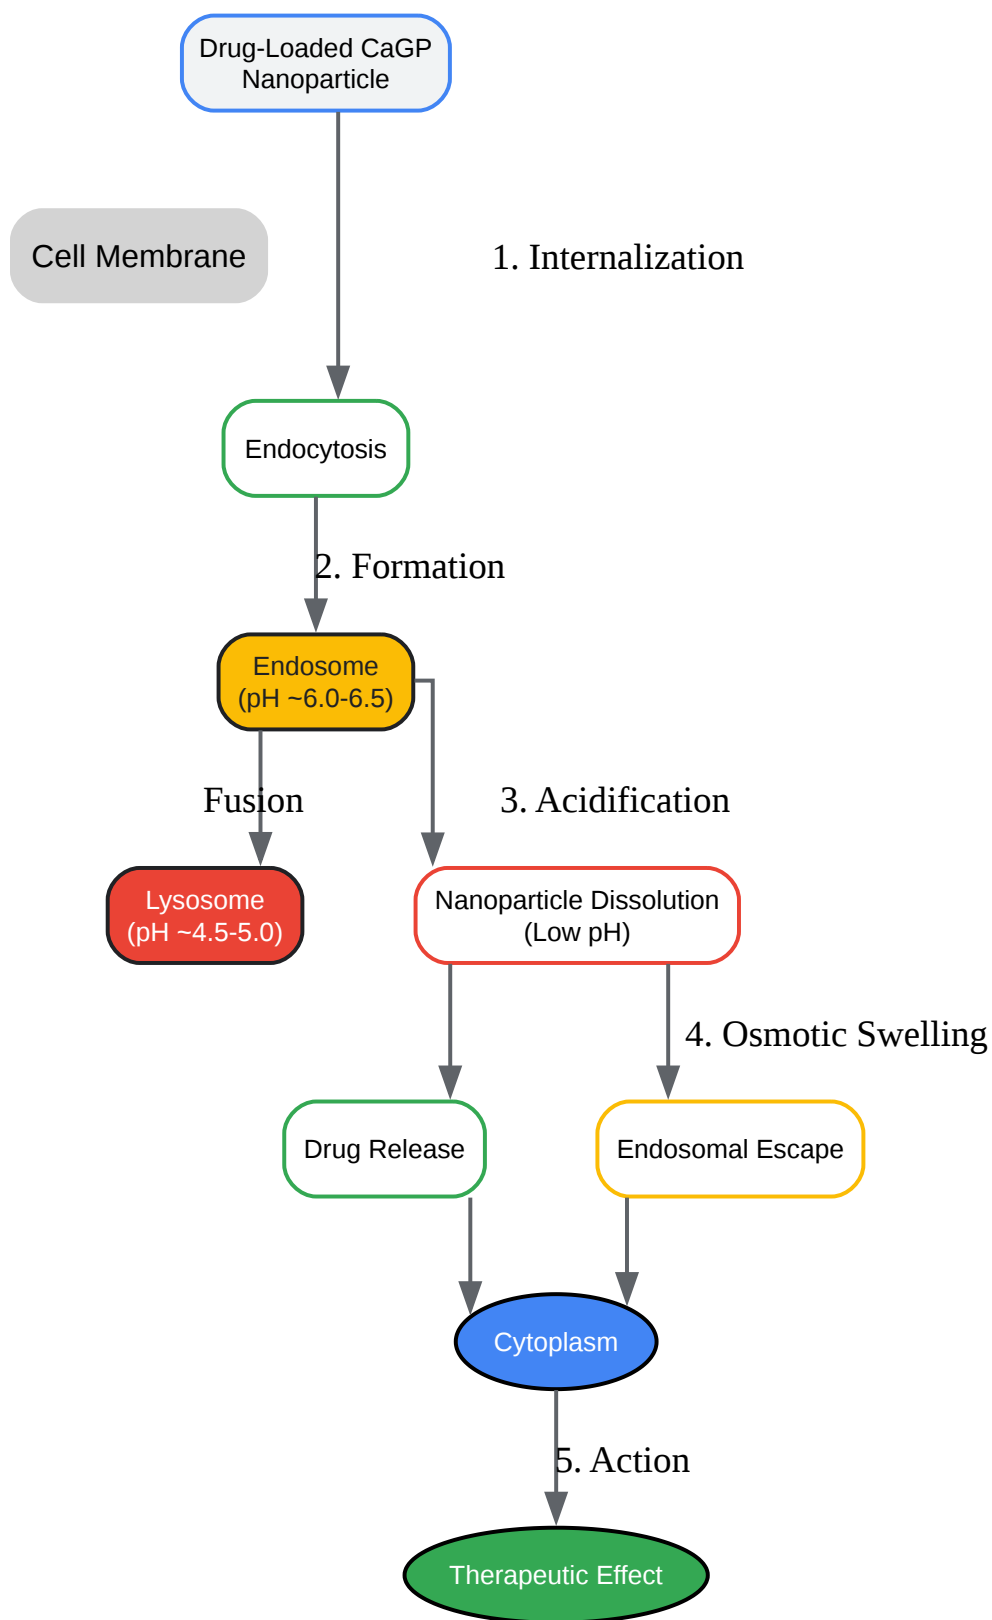 Drug-Loaded CaGP
Nanoparticle
Cell Membrane
1. Internalization
Endocytosis
2. Formation
Endosome
(pH ~6.0-6.5)
Fusion
3. Acidification
Lysosome
(pH ~4.5-5.0)
Nanoparticle Dissolution
(Low pH)
4. Osmotic Swelling
Drug Release
Endosomal Escape
Cytoplasm
5. Action
Therapeutic Effect